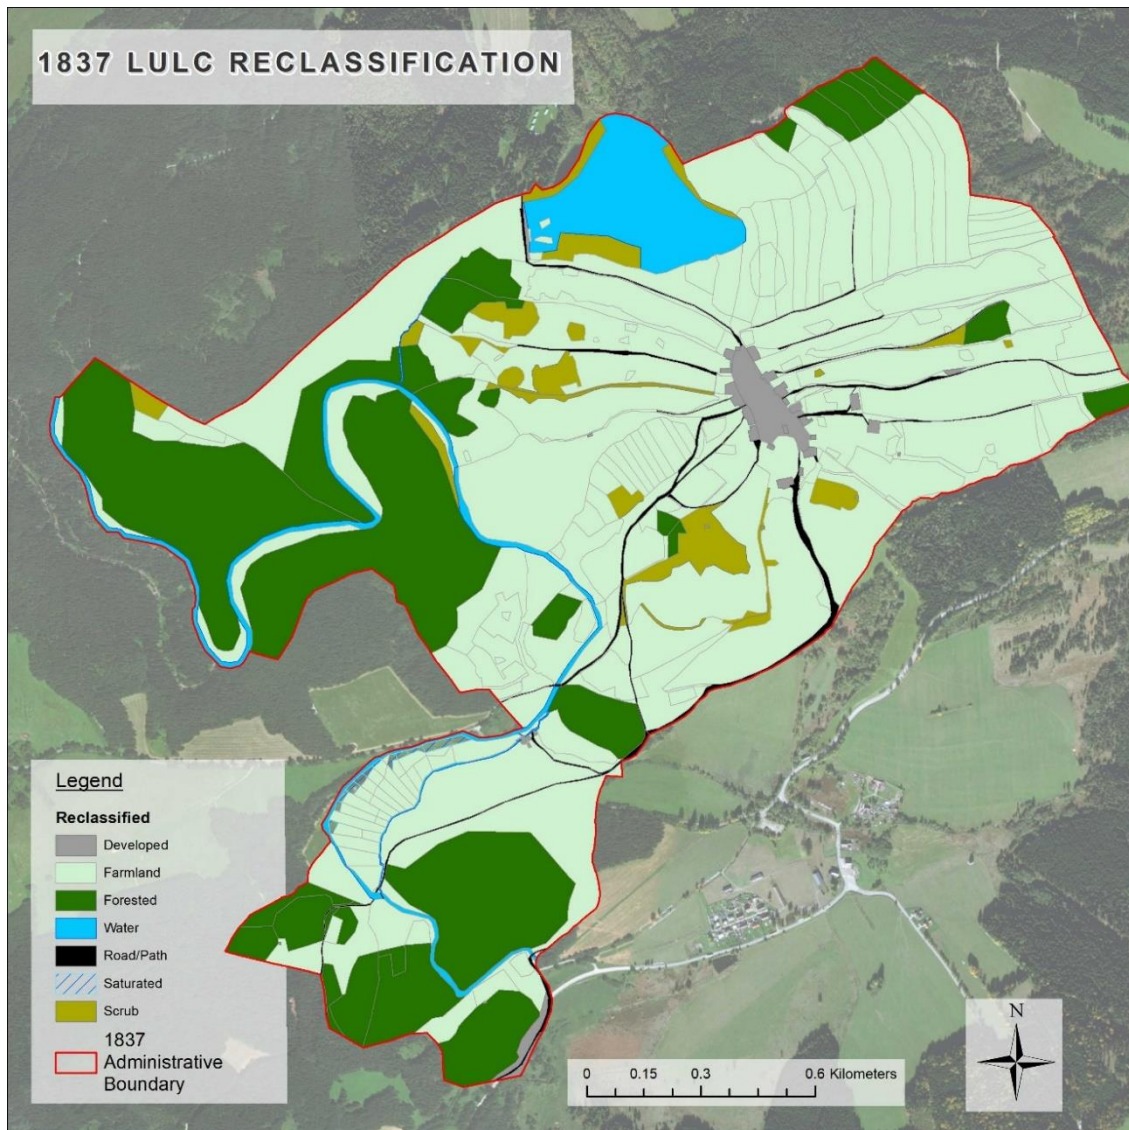 1837 LULC RECLASSIFICATION
Legend
Reclassified
Developed
Farmland
Forested
Water
Road/Path
Saturated
Scrub
1837
Administrative
Boundary
0 0.15 0.3 0.6 Kilometers
N